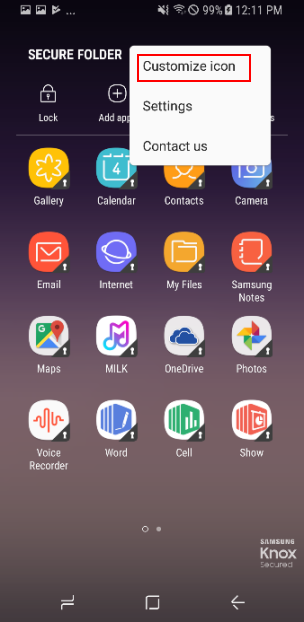 ... 99% 12:11 PM
SECURE FOLDER
Customize icon
Settings
Contact us
Lock
Add app
s
Gallery
Calendar
4
Contacts
Camera
Email
Internet
My Files
Samsung
Notes
Maps
MILK
OneDrive
Photos
Voice
Recorder
Word
Cell
Show
SAMSUNG
Knox
Secured